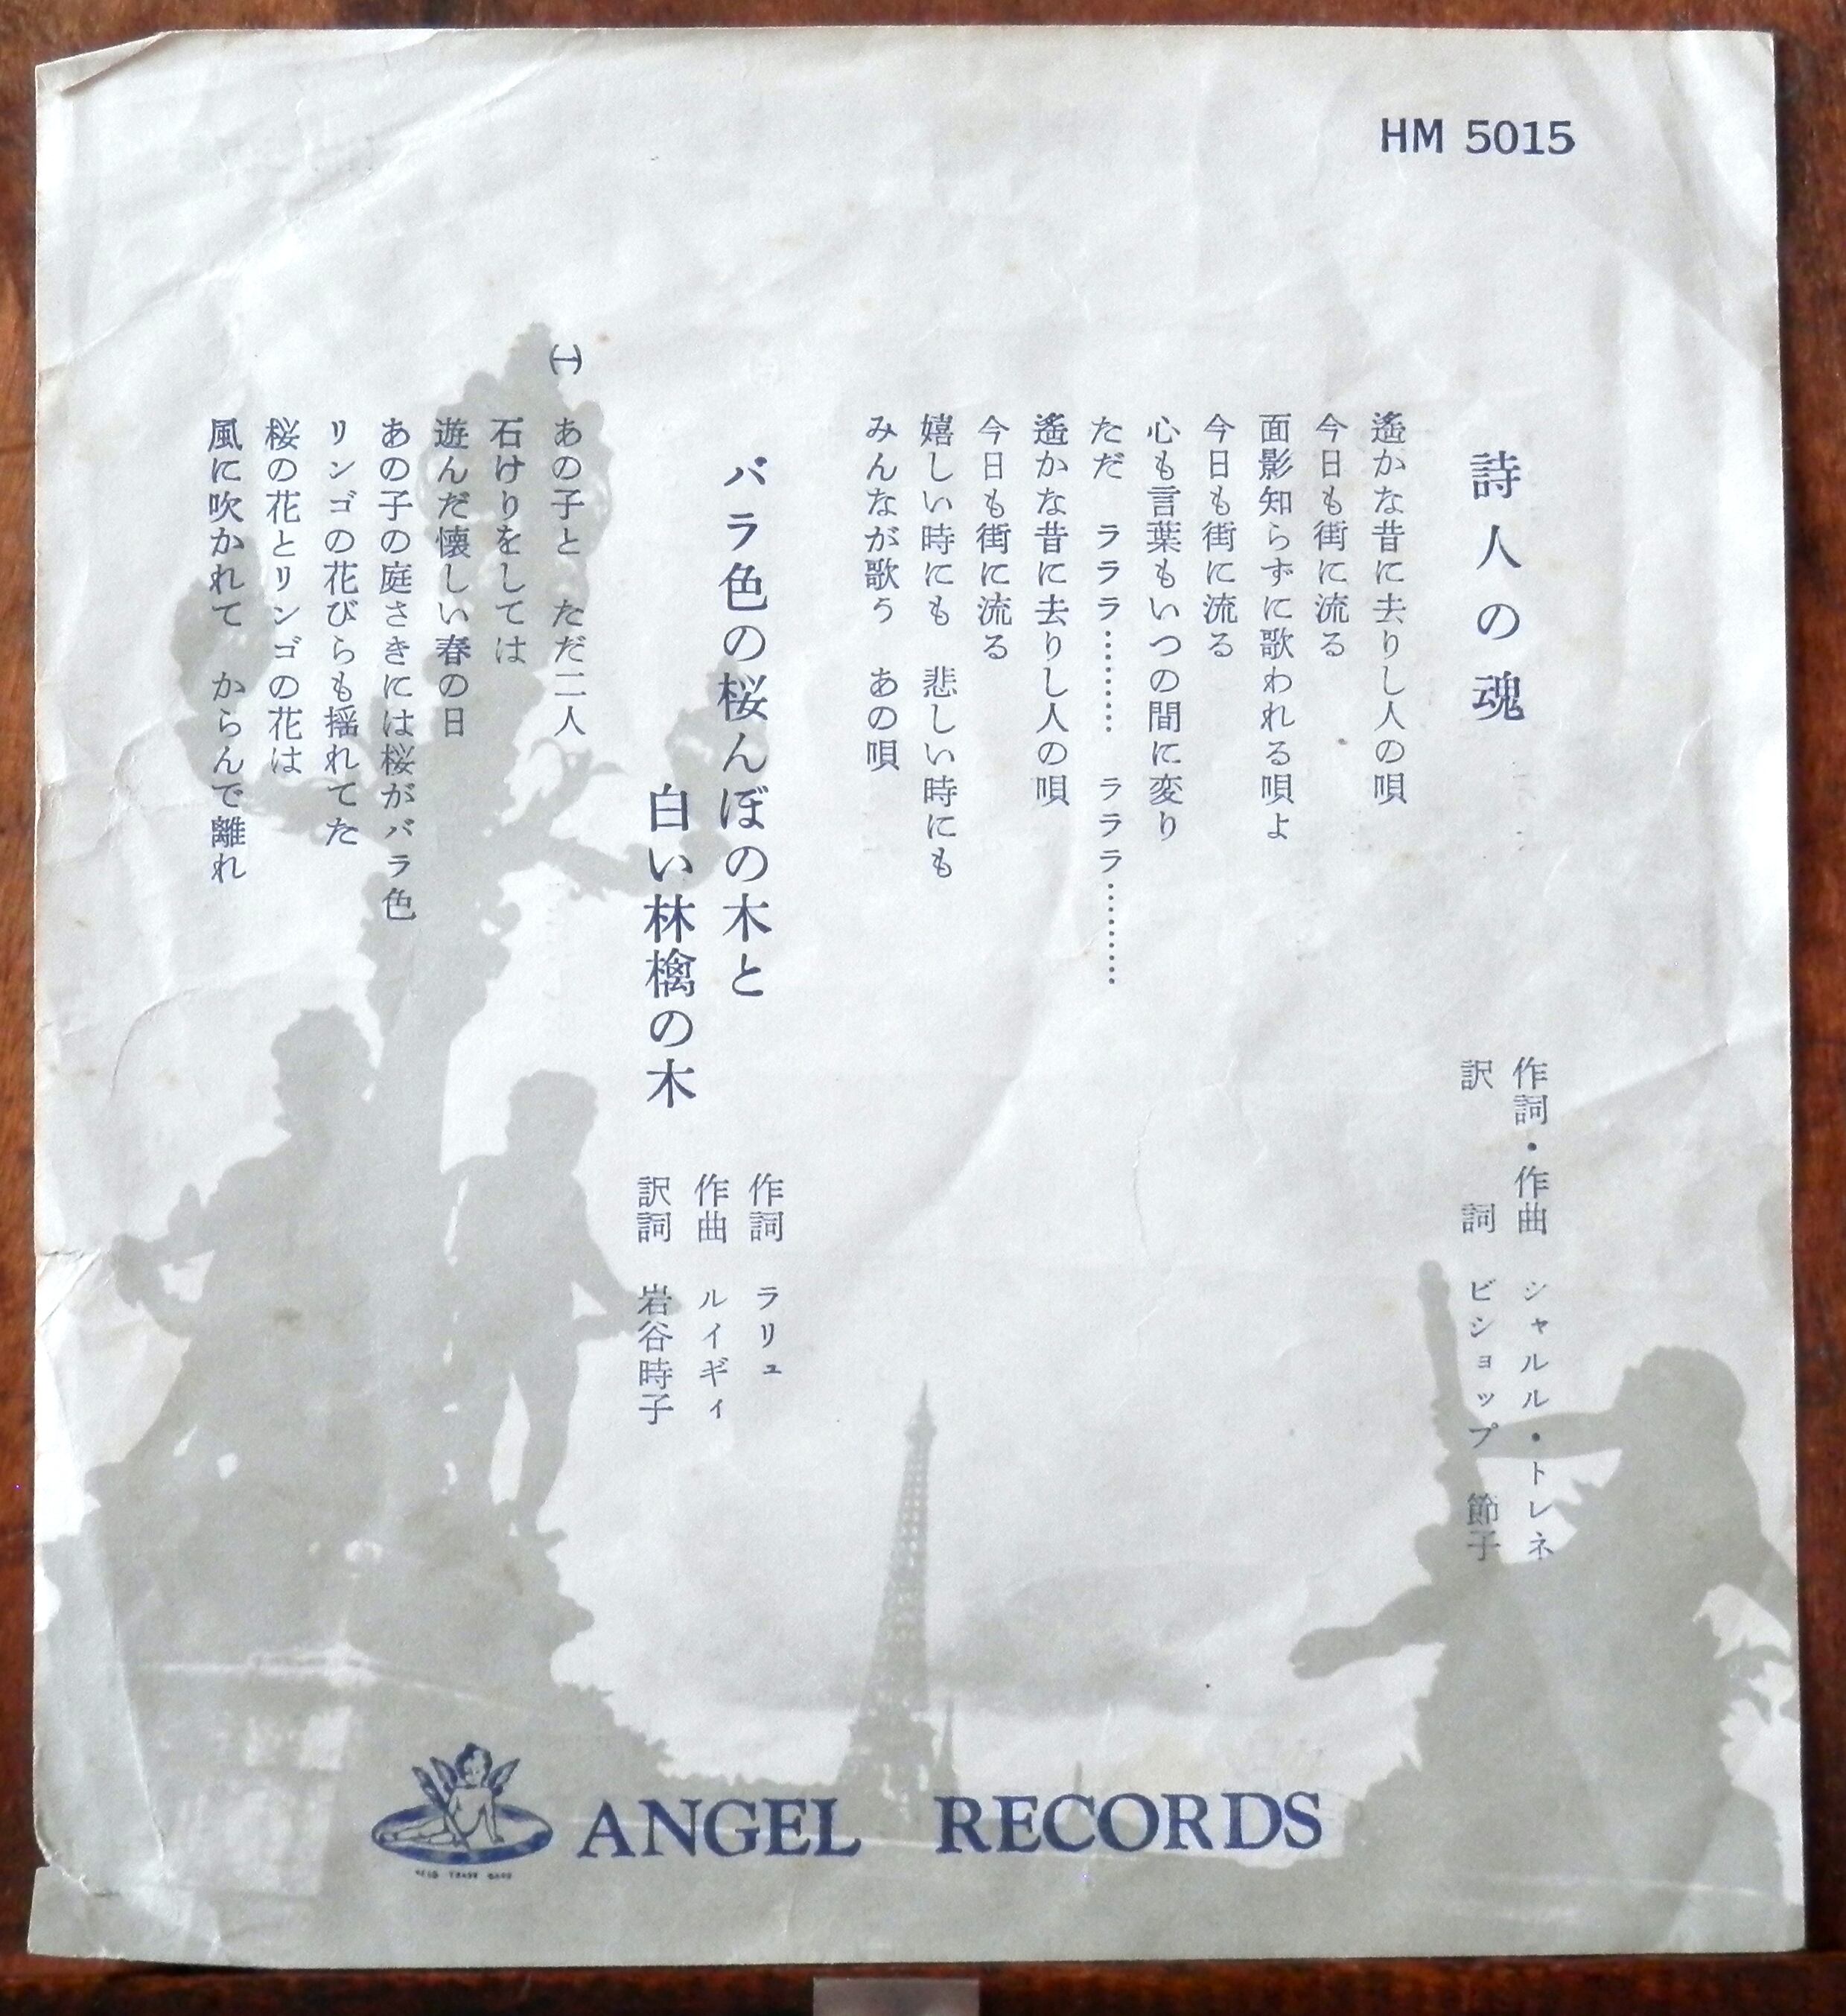 HM 5015
詩人の魂
作詞・作曲 シャルル・トレネ
訳詞 ビショップ 節子
遙かな昔に去りし人の唄
今日も街に流る
面影知らずに歌われる唄よ
今日も街に流る
心も言葉もいつの間に変り
ただ ラララ………… ラララ…………
遙かな昔に去りし人の唄
今日も街に流る
嬉しい時にも 悲しい時にも
みんなが歌う あの唄
バラ色の桜んぼの木と
白い林檎の木
作詞 ラリュ
作曲 ルイギィ
訳詞 岩谷時子
㈠ あの子と ただ二人
石けりをしては
遊んだ懐しい春の日
あの子の庭さきには桜がバラ色
リンゴの花びらも揺れてた
桜の花とリンゴの花は
風に吹かれて からんで離れ
ANGEL RECORDS